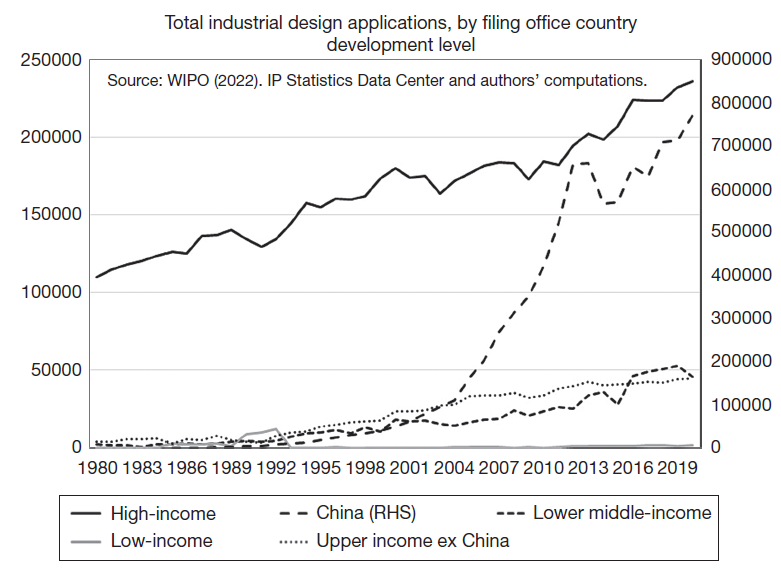 Total industrial design applications, by filing office country
development level
250000
200000
150000
100000
50000
0
900000
800000
700000
600000
500000
400000
300000
200000
100000
0
Source: WIPO (2022). IP Statistics Data Center and authors’ computations.
1980 1983 1986 1989 1992 1995 1998 2001 2004 2007 2010 2013 2016 2019
High-income China (RHS) Lower middle-income
Low-income Upper income ex China